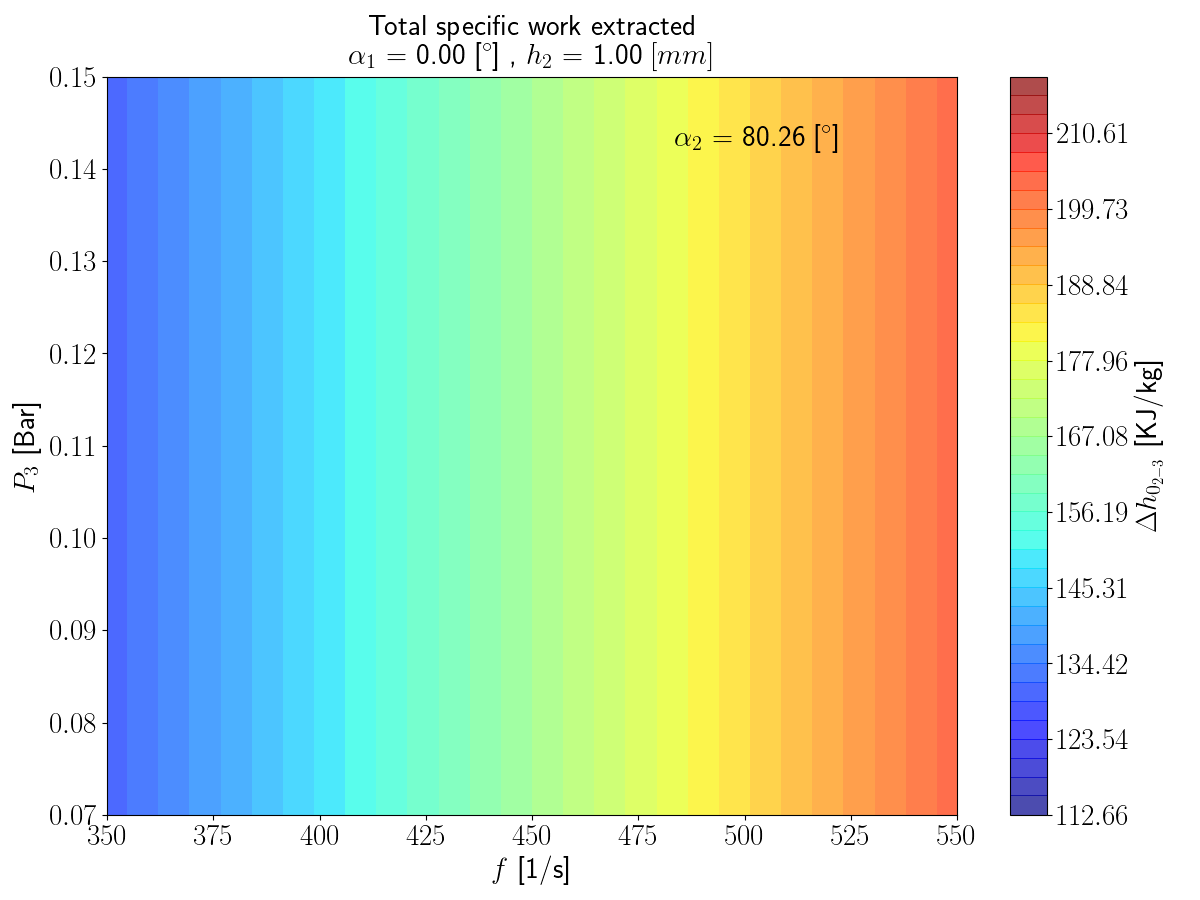 Total specific work extracted
α₁ = 0.00 [°] , h₂ = 1.00 [mm]
0.15
0.14
0.13
0.12
0.11
0.10
0.09
0.08
0.07
P₃ [Bar]
α₂ = 80.26 [°]
350 375 400 425 450 475 500 525 550
f [1/s]
210.61
199.73
188.84
177.96
167.08
156.19
145.31
134.42
123.54
112.66
Δh₀₂₋₃ [KJ/kg]